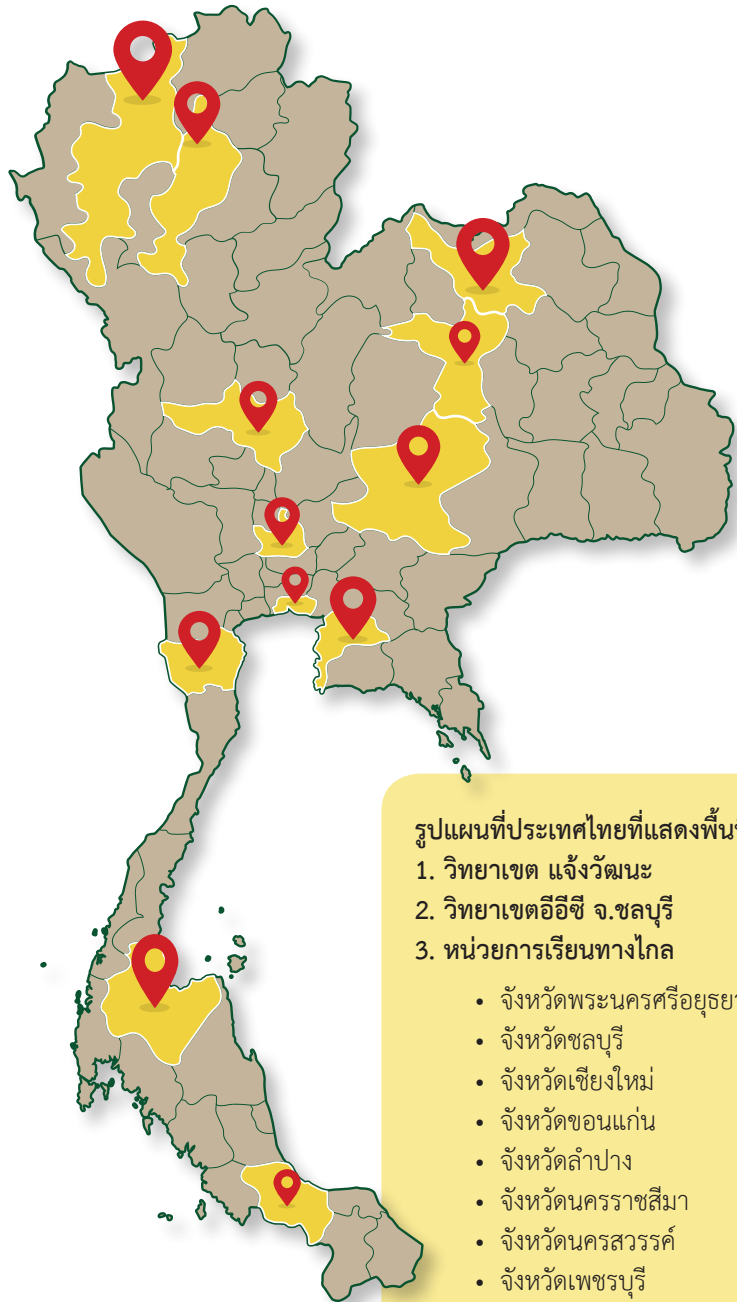 รูปแผนที่ประเทศไทยที่แสดงพื้น
1. วิทยาเขต แจ้งวัฒนะ
2. วิทยาเขตอีอีซี จ.ชลบุรี
3. หน่วยการเรียนทางไกล
• จังหวัดพระนครศรีอยุธยา
• จังหวัดชลบุรี
• จังหวัดเชียงใหม่
• จังหวัดขอนแก่น
• จังหวัดลำปาง
• จังหวัดนครราชสีมา
• จังหวัดนครสวรรค์
• จังหวัดเพชรบุรี